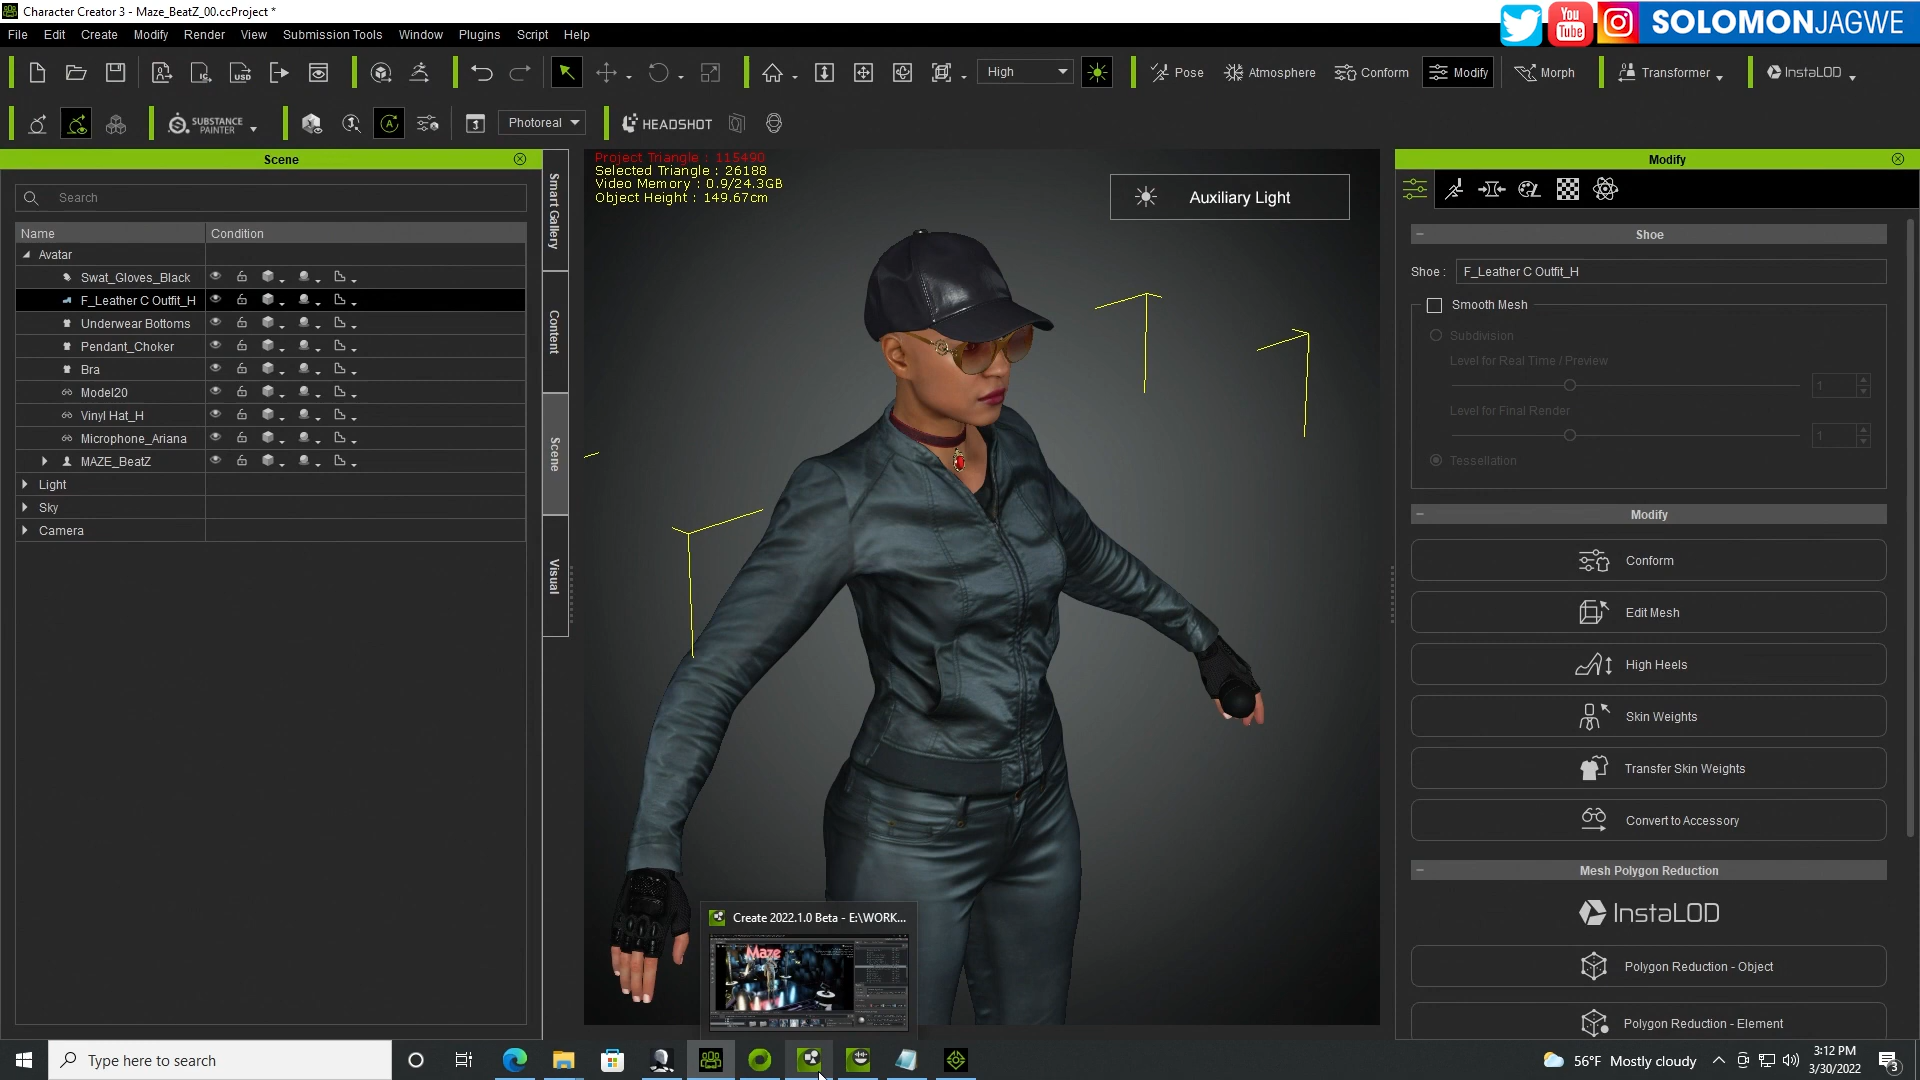 Character Creator 3 - Maze_BeatZ_00.ccProject *
SOLOMONJAGWE
You Tube
File Edit Create Modify Render View Submission Tools Window Plugins Script Help
High
Pose
Atmosphere
Conform
Modify
Morph
Transformer
InstaLOD
SUBSTANCE PAINTER
Photoreal
HEADSHOT
Scene
Search
Name Condition
Avatar
Swat_Gloves_Black
F_Leather C Outfit_H
Underwear Bottoms
Pendant_Choker
Bra
Model20
Vinyl Hat_H
Microphone_Ariana
MAZE_BeatZ
Light
Sky
Camera
Smart Gallery
Content
Scene
Visual
Project Triangle : 115490
Selected Triangle : 26188
Video Memory : 0.9/24.3GB
Object Height : 149.67cm
Auxiliary Light
Modify
Shoe
Shoe : F_Leather C Outfit_H
Smooth Mesh
Subdivision
Level for Real Time / Preview
1
Level for Final Render
1
Tessellation
Modify
Conform
Edit Mesh
High Heels
Skin Weights
Transfer Skin Weights
Convert to Accessory
Mesh Polygon Reduction
InstaLOD
Polygon Reduction - Object
Polygon Reduction - Element
Create 2022.1.0 Beta - E:\WORK...
Maze
Type here to search
56°F Mostly cloudy
3:12 PM
3/30/2022
3